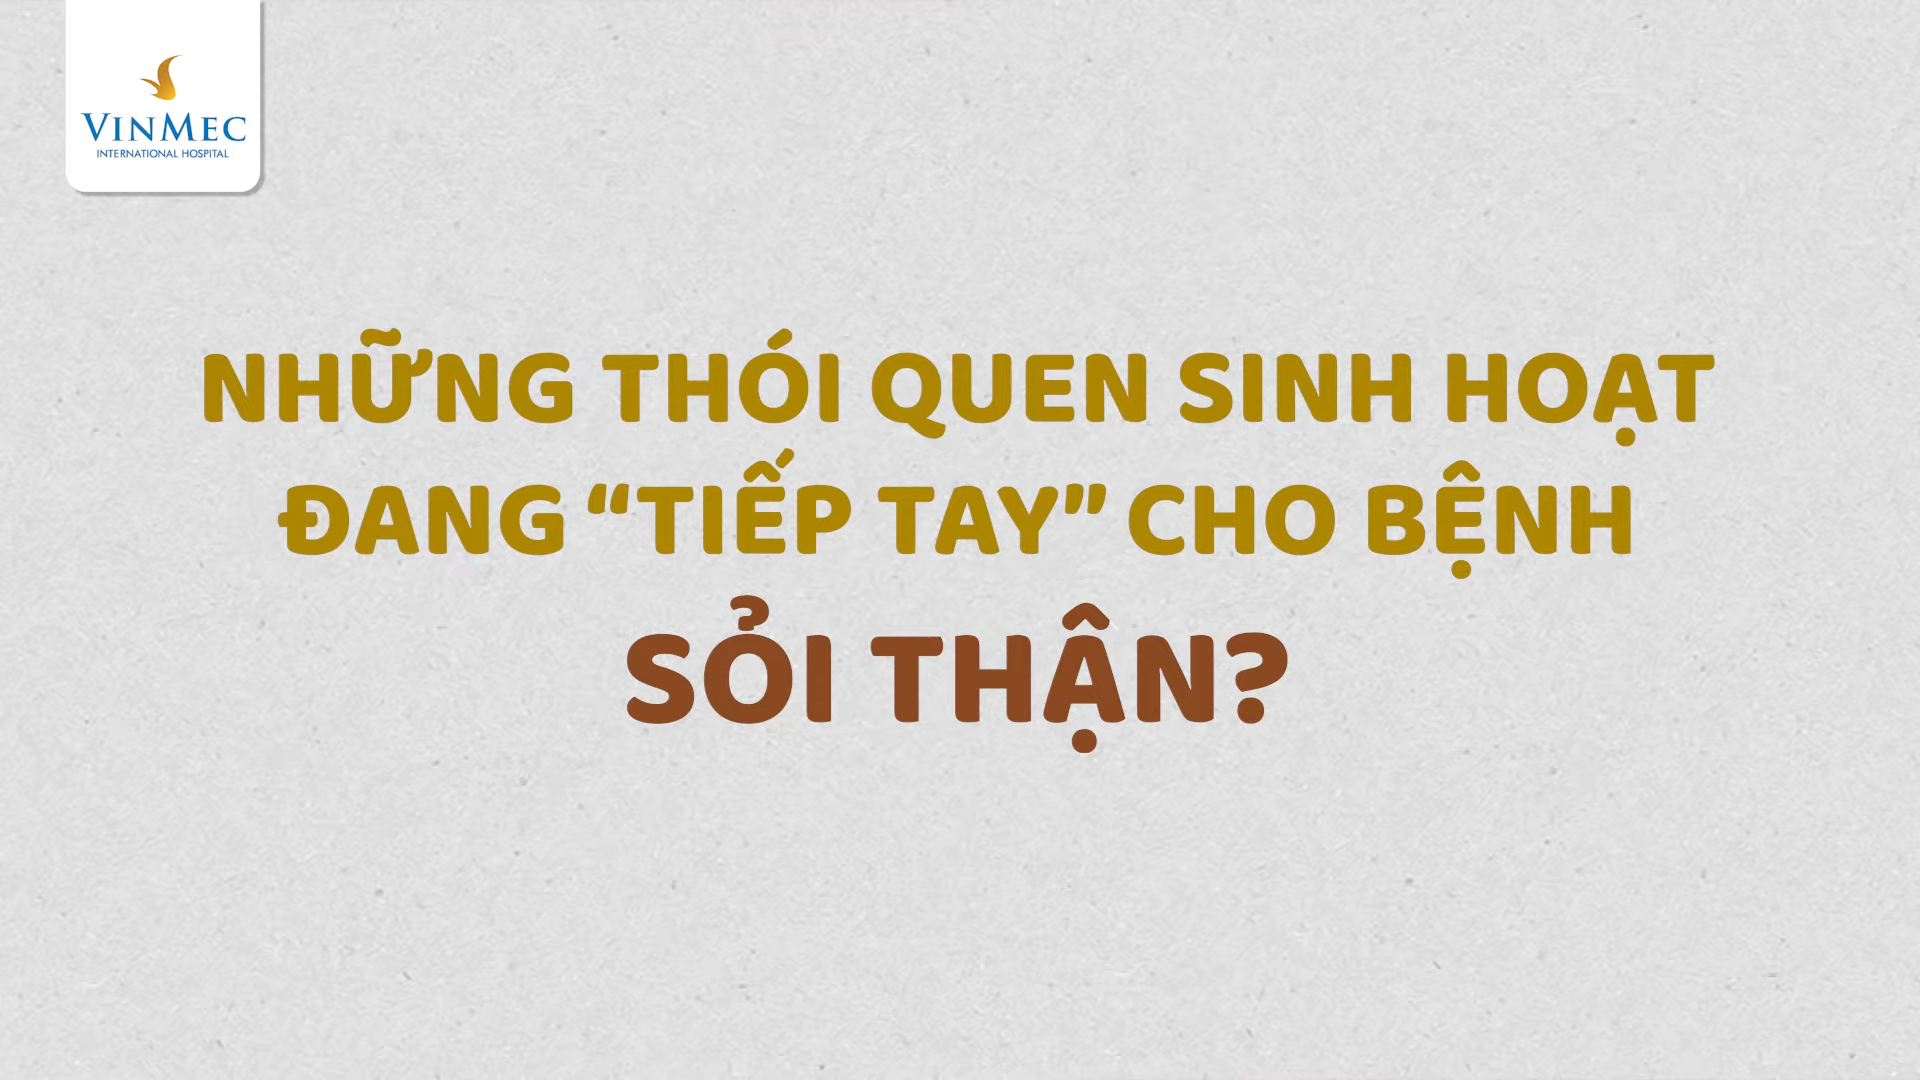 VINMEC
INTERNATIONAL HOSPITAL
NHỮNG THÓI QUEN SINH HOẠT
ĐANG “TIẾP TAY” CHO BỆNH
SỎI THẬN?